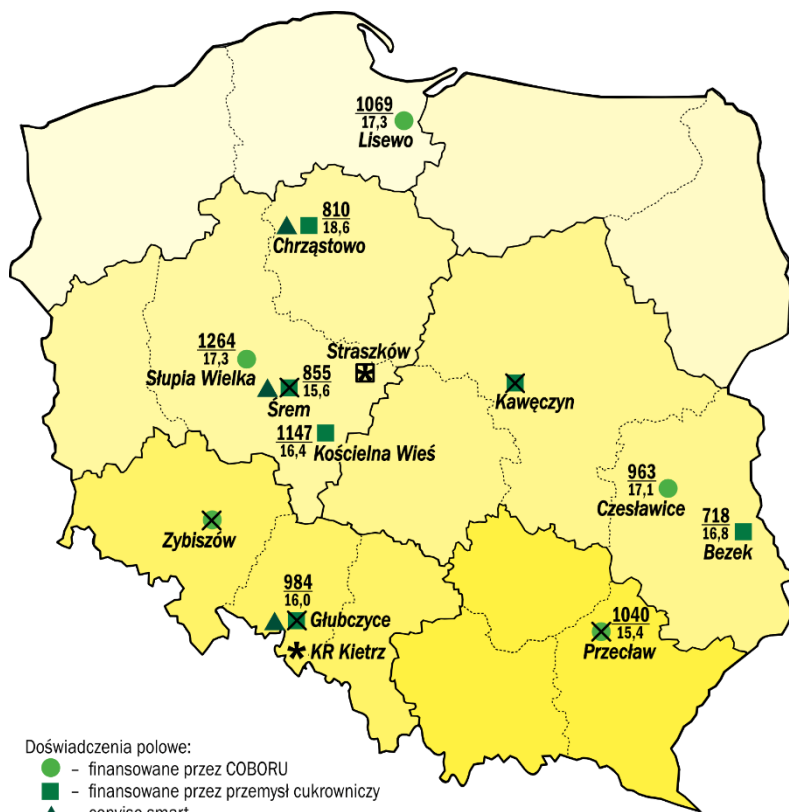 1069
17,3
Lisewo
810
18,6
Chrząstowo
1264
17,3
Słupia Wielka
Straszków
855
15,6
Śrem
Kawęczyn
1147
16,4
Kościelna Wieś
963
17,1
Czesławice
718
16,8
Bezek
Zybiszów
984
16,0
Głubczyce
KR Kietrz
1040
15,4
Przecław
Doświadczenia polowe:
– finansowane przez COBORU
– finansowane przez przemysł cukrowniczy